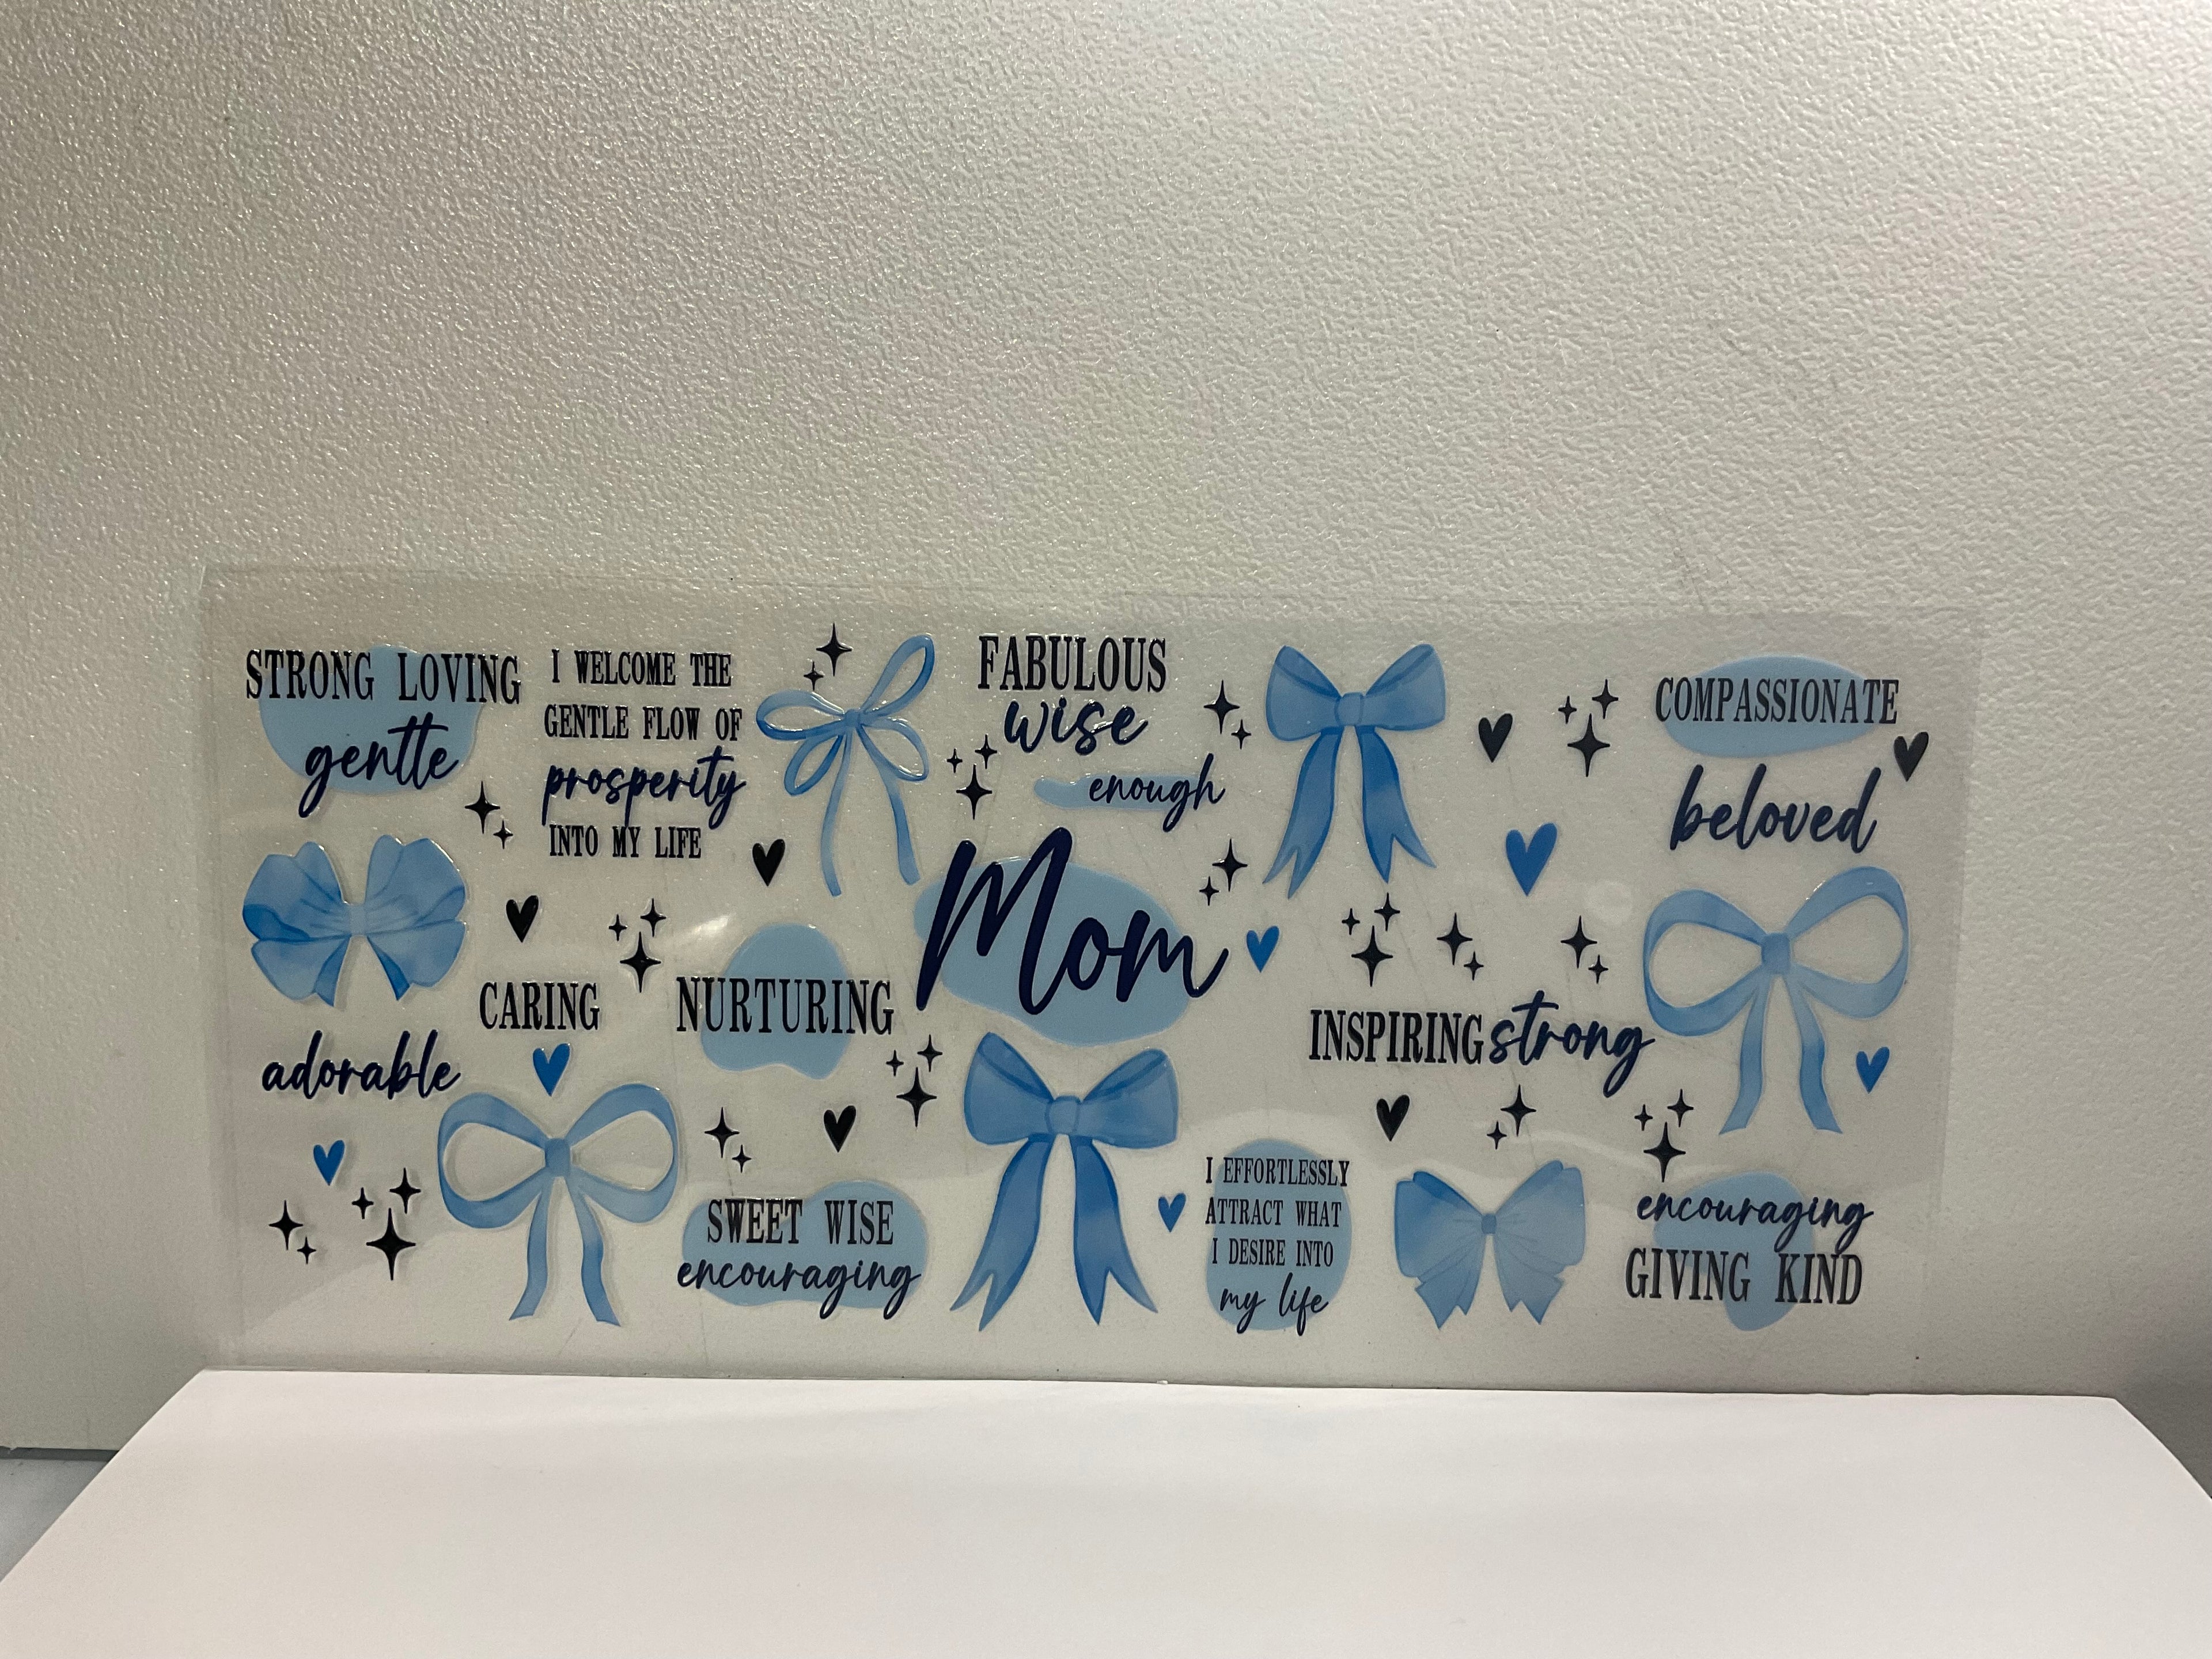 STRONG LOVING
gentle
I WELCOME THE
GENTLE FLOW OF
prosperity
INTO MY LIFE
FABULOUS
wise
enough
COMPASSIONATE
beloved
Mom
CARING
NURTURING
INSPIRING strong
adorable
SWEET WISE
encouraging
I EFFORTLESSLY
ATTRACT WHAT
I DESIRE INTO
my life
encouraging
GIVING KIND